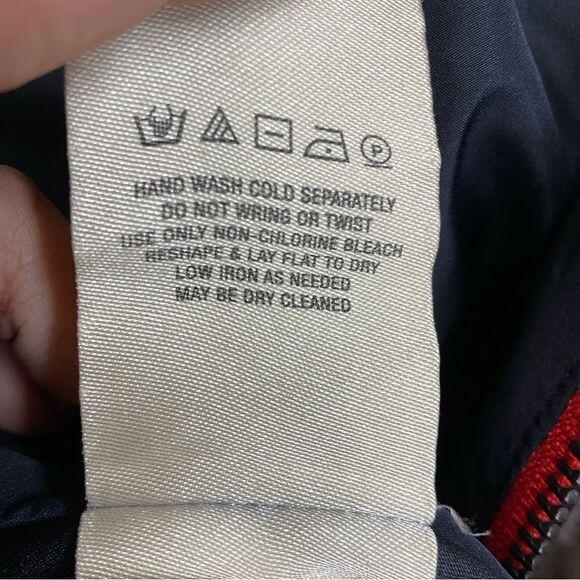 HAND WASH COLD SEPARATELY
DO NOT WRING OR TWIST
USE ONLY NON-CHLORINE BLEACH
RESHAPE & LAY FLAT TO DRY
LOW IRON AS NEEDED
MAY BE DRY CLEANED